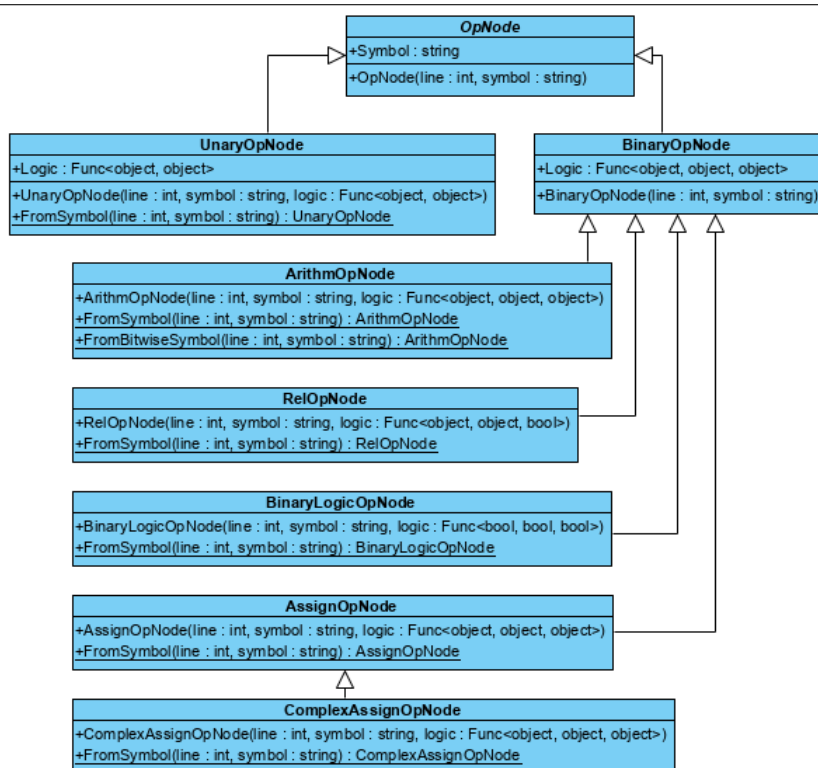 OpNode
+Symbol : string
+OpNode(line : int, symbol : string)
UnaryOpNode
+Logic : Func<object, object>
+UnaryOpNode(line : int, symbol : string, logic : Func<object, object>)
+FromSymbol(line : int, symbol : string) : UnaryOpNode
BinaryOpNode
+Logic : Func<object, object, object>
+BinaryOpNode(line : int, symbol : string)
ArithmOpNode
+ArithmOpNode(line : int, symbol : string, logic : Func<object, object, object>)
+FromSymbol(line : int, symbol : string) : ArithmOpNode
+FromBitwiseSymbol(line : int, symbol : string) : ArithmOpNode
RelOpNode
+RelOpNode(line : int, symbol : string, logic : Func<object, object, bool>)
+FromSymbol(line : int, symbol : string) : RelOpNode
BinaryLogicOpNode
+BinaryLogicOpNode(line : int, symbol : string, logic : Func<bool, bool, bool>)
+FromSymbol(line : int, symbol : string) : BinaryLogicOpNode
AssignOpNode
+AssignOpNode(line : int, symbol : string, logic : Func<object, object, object>)
+FromSymbol(line : int, symbol : string) : AssignOpNode
ComplexAssignOpNode
+ComplexAssignOpNode(line : int, symbol : string, logic : Func<object, object, object>)
+FromSymbol(line : int, symbol : string) : ComplexAssignOpNode